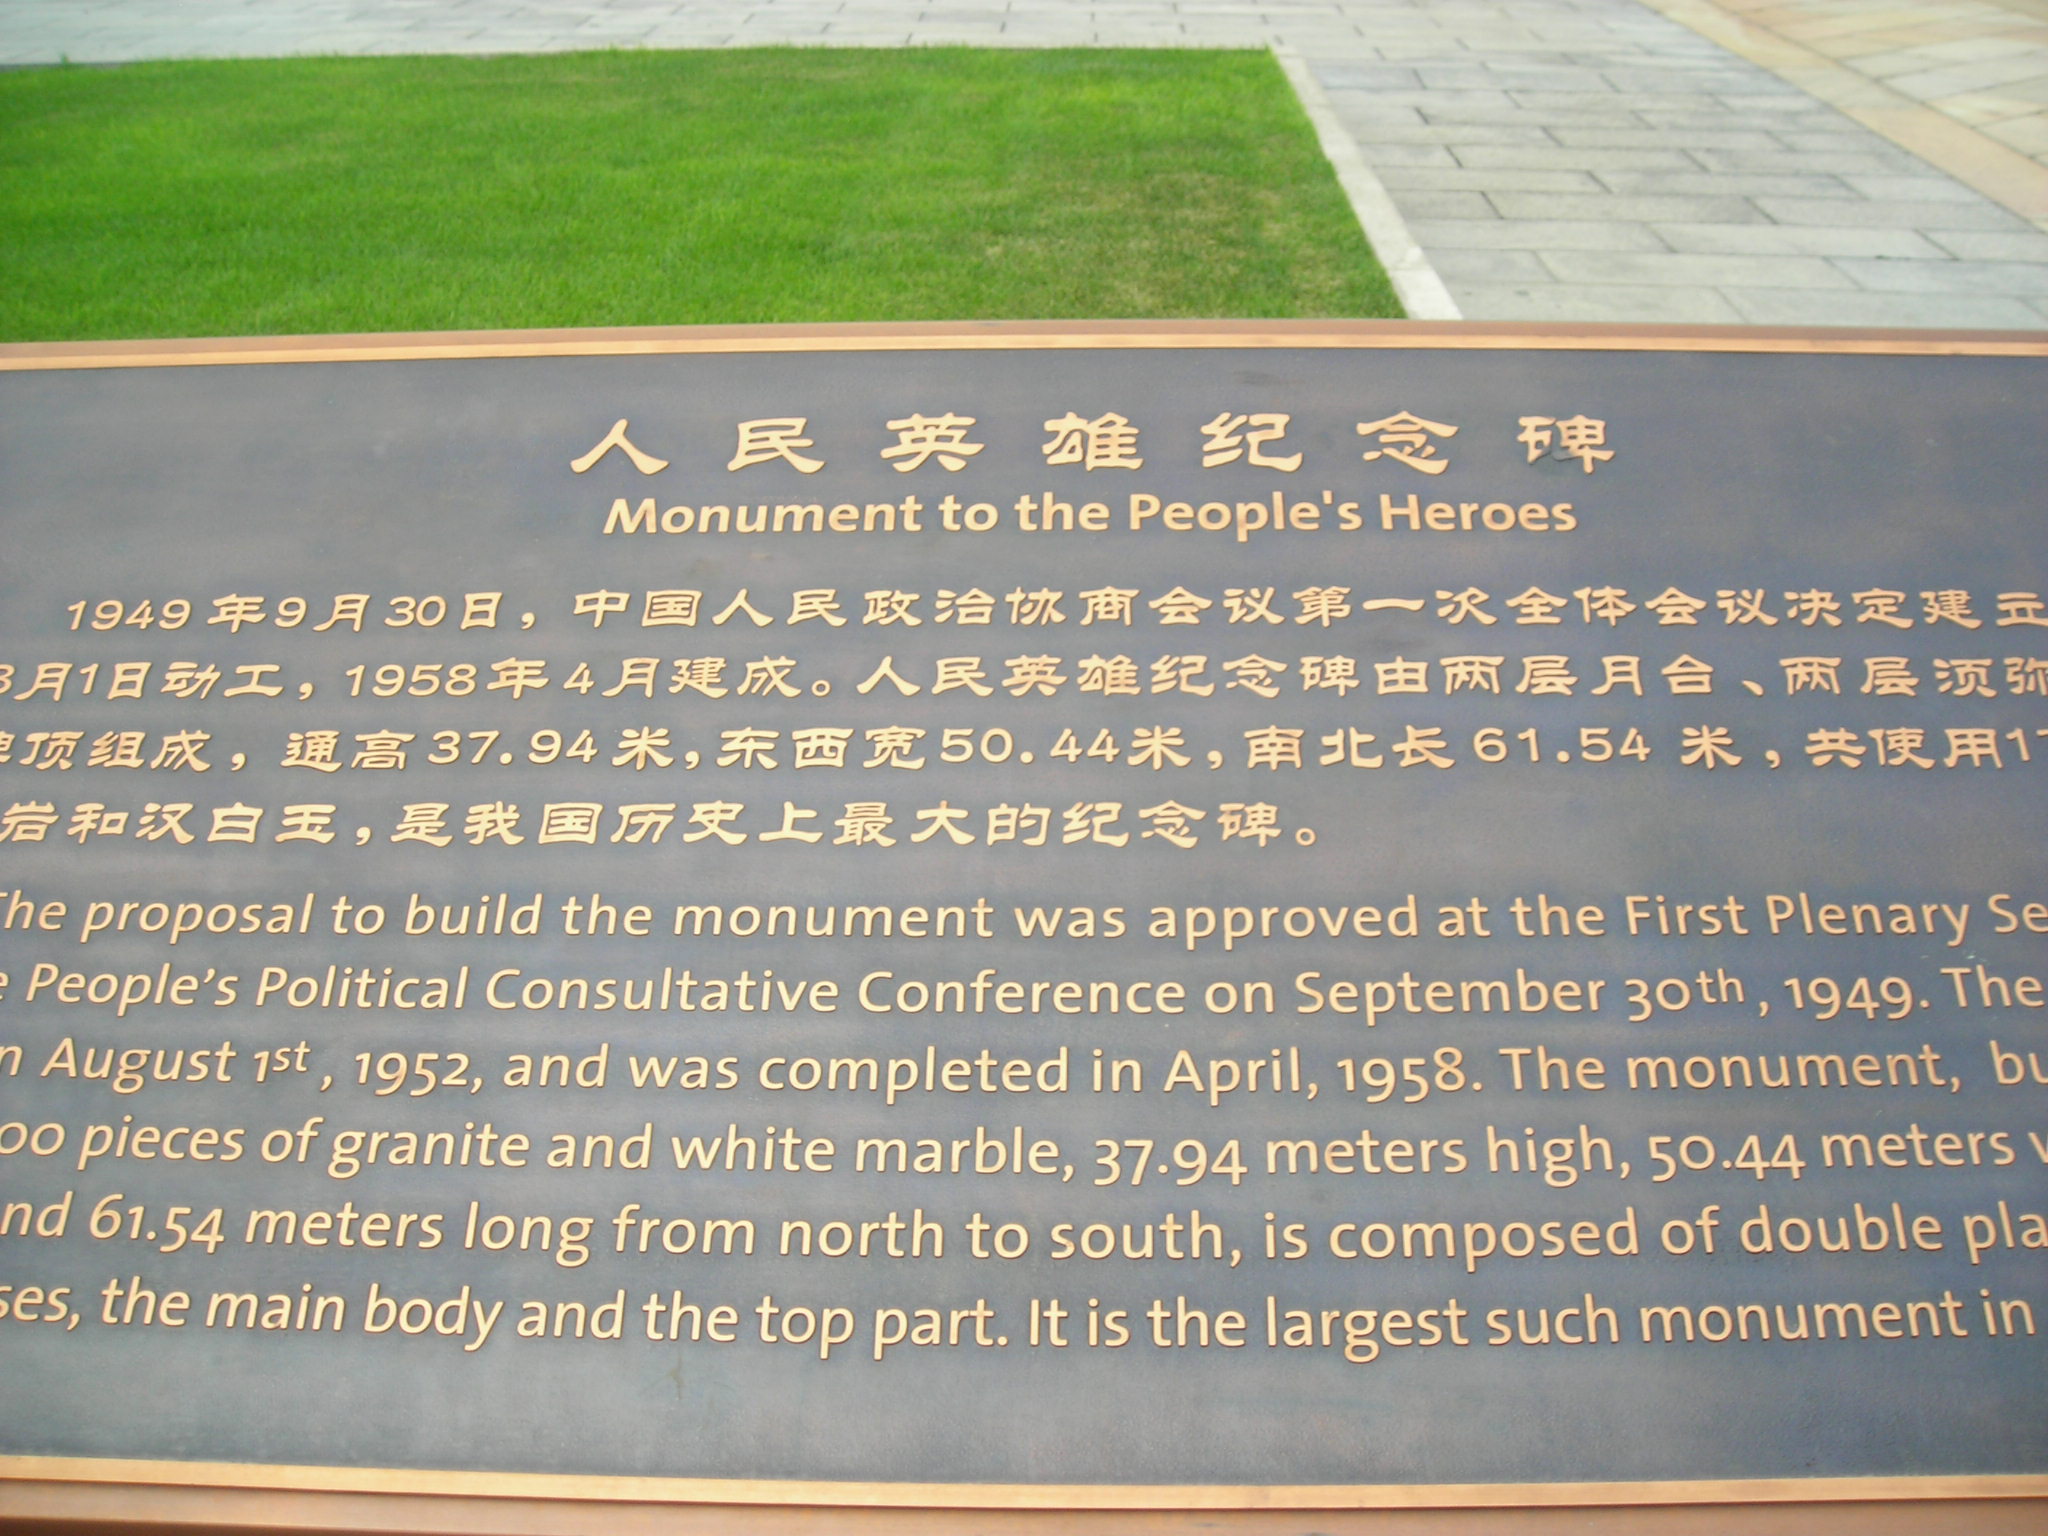 人民英雄纪念碑
Monument to the People's Heroes
1949年9月30日，中国人民政治协商会议第一次全体会议决定建立
8月1日动工，1958年4月建成。人民英雄纪念碑由两层月台、两层须弥
碑顶组成，通高37.94米，东西宽50.44米，南北长61.54米，共使用17
岩和汉白玉，是我国历史上最大的纪念碑。
The proposal to build the monument was approved at the First Plenary Se
e People’s Political Consultative Conference on September 30th, 1949. The
n August 1st, 1952, and was completed in April, 1958. The monument, bu
00 pieces of granite and white marble, 37.94 meters high, 50.44 meters w
nd 61.54 meters long from north to south, is composed of double pla
ses, the main body and the top part. It is the largest such monument in